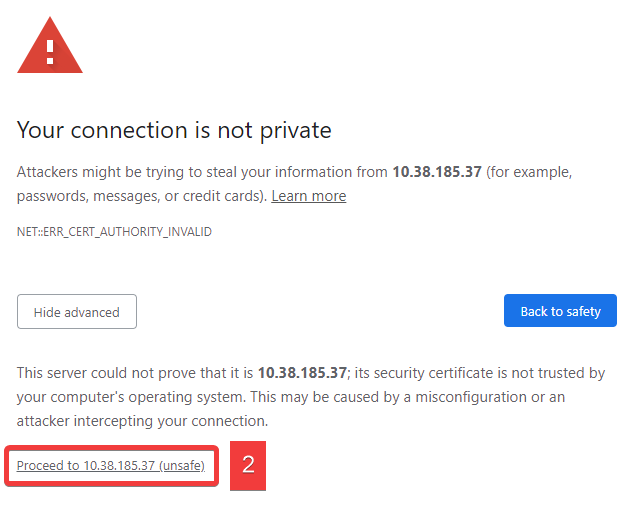 Your connection is not private
Attackers might be trying to steal your information from 10.38.185.37 (for example,
passwords, messages, or credit cards). Learn more
NET::ERR_CERT_AUTHORITY_INVALID
Hide advanced
Back to safety
This server could not prove that it is 10.38.185.37; its security certificate is not trusted by
your computer's operating system. This may be caused by a misconfiguration or an
attacker intercepting your connection.
Proceed to 10.38.185.37 (unsafe)
2